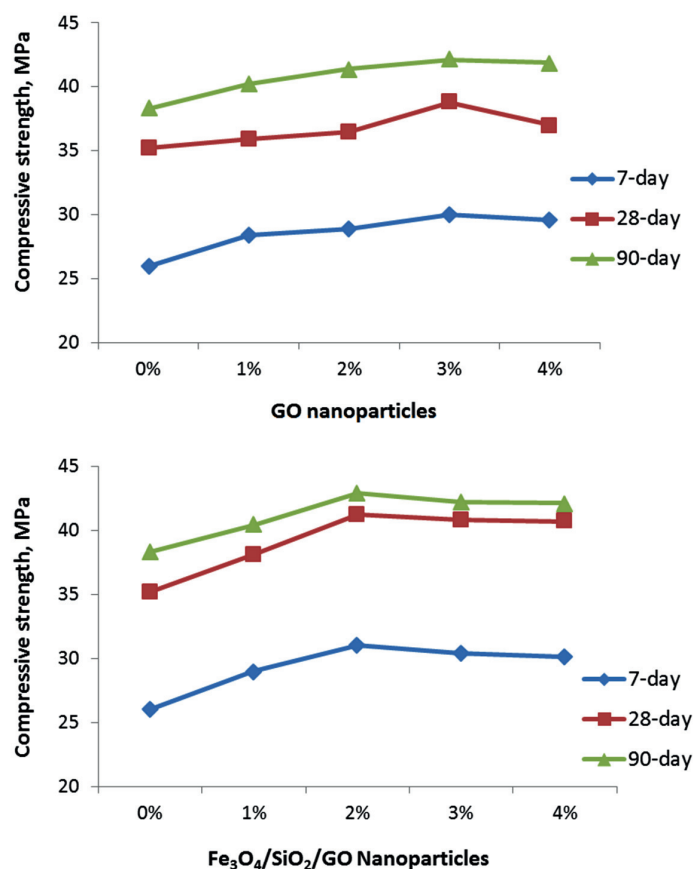 Compressive strength, MPa
45
40
35
30
25
20
0% 1% 2% 3% 4%
GO nanoparticles
7-day
28-day
90-day
Compressive strength, MPa
45
40
35
30
25
20
0% 1% 2% 3% 4%
Fe₃O₄/SiO₂/GO Nanoparticles
7-day
28-day
90-day